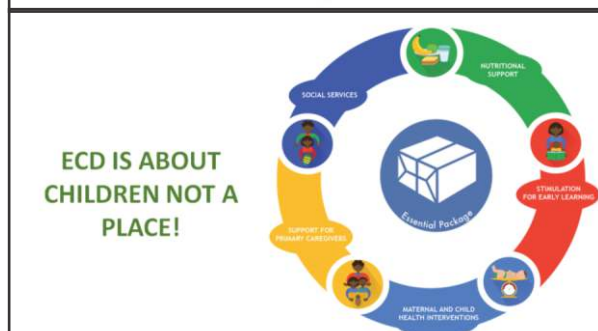 ECD IS ABOUT
CHILDREN NOT A
PLACE!
NUTRITIONAL
SUPPORT
SOCIAL SERVICES
STIMULATION
FOR EARLY LEARNING
Essential Package
SUPPORT FOR
PRIMARY CAREGIVERS
MATERNAL AND CHILD
HEALTH INTERVENTIONS